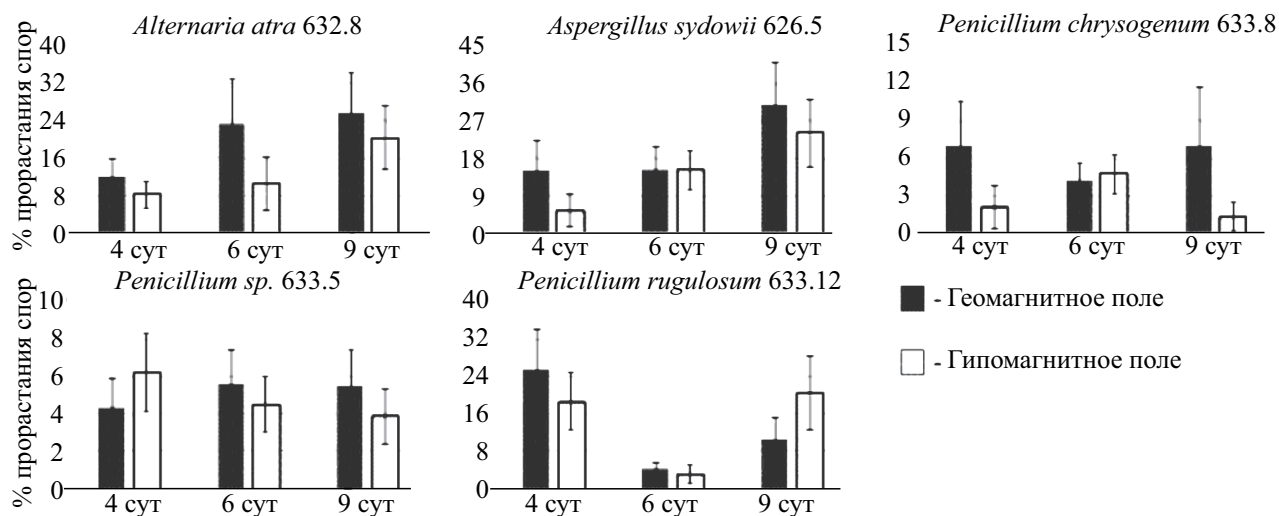 Alternaria atra 632.8
% прорастания спор
40
32
24
16
8
0
4 сут 6 сут 9 сут
Aspergillus sydowii 626.5
45
36
27
18
9
0
4 сут 6 сут 9 сут
Penicillium chrysogenum 633.8
15
12
9
6
3
0
4 сут 6 сут 9 сут
Penicillium sp. 633.5
% прорастания спор
10
8
6
4
2
0
4 сут 6 сут 9 сут
Penicillium rugulosum 633.12
40
32
24
16
8
0
4 сут 6 сут 9 сут
- Геомагнитное поле
- Гипомагнитное поле